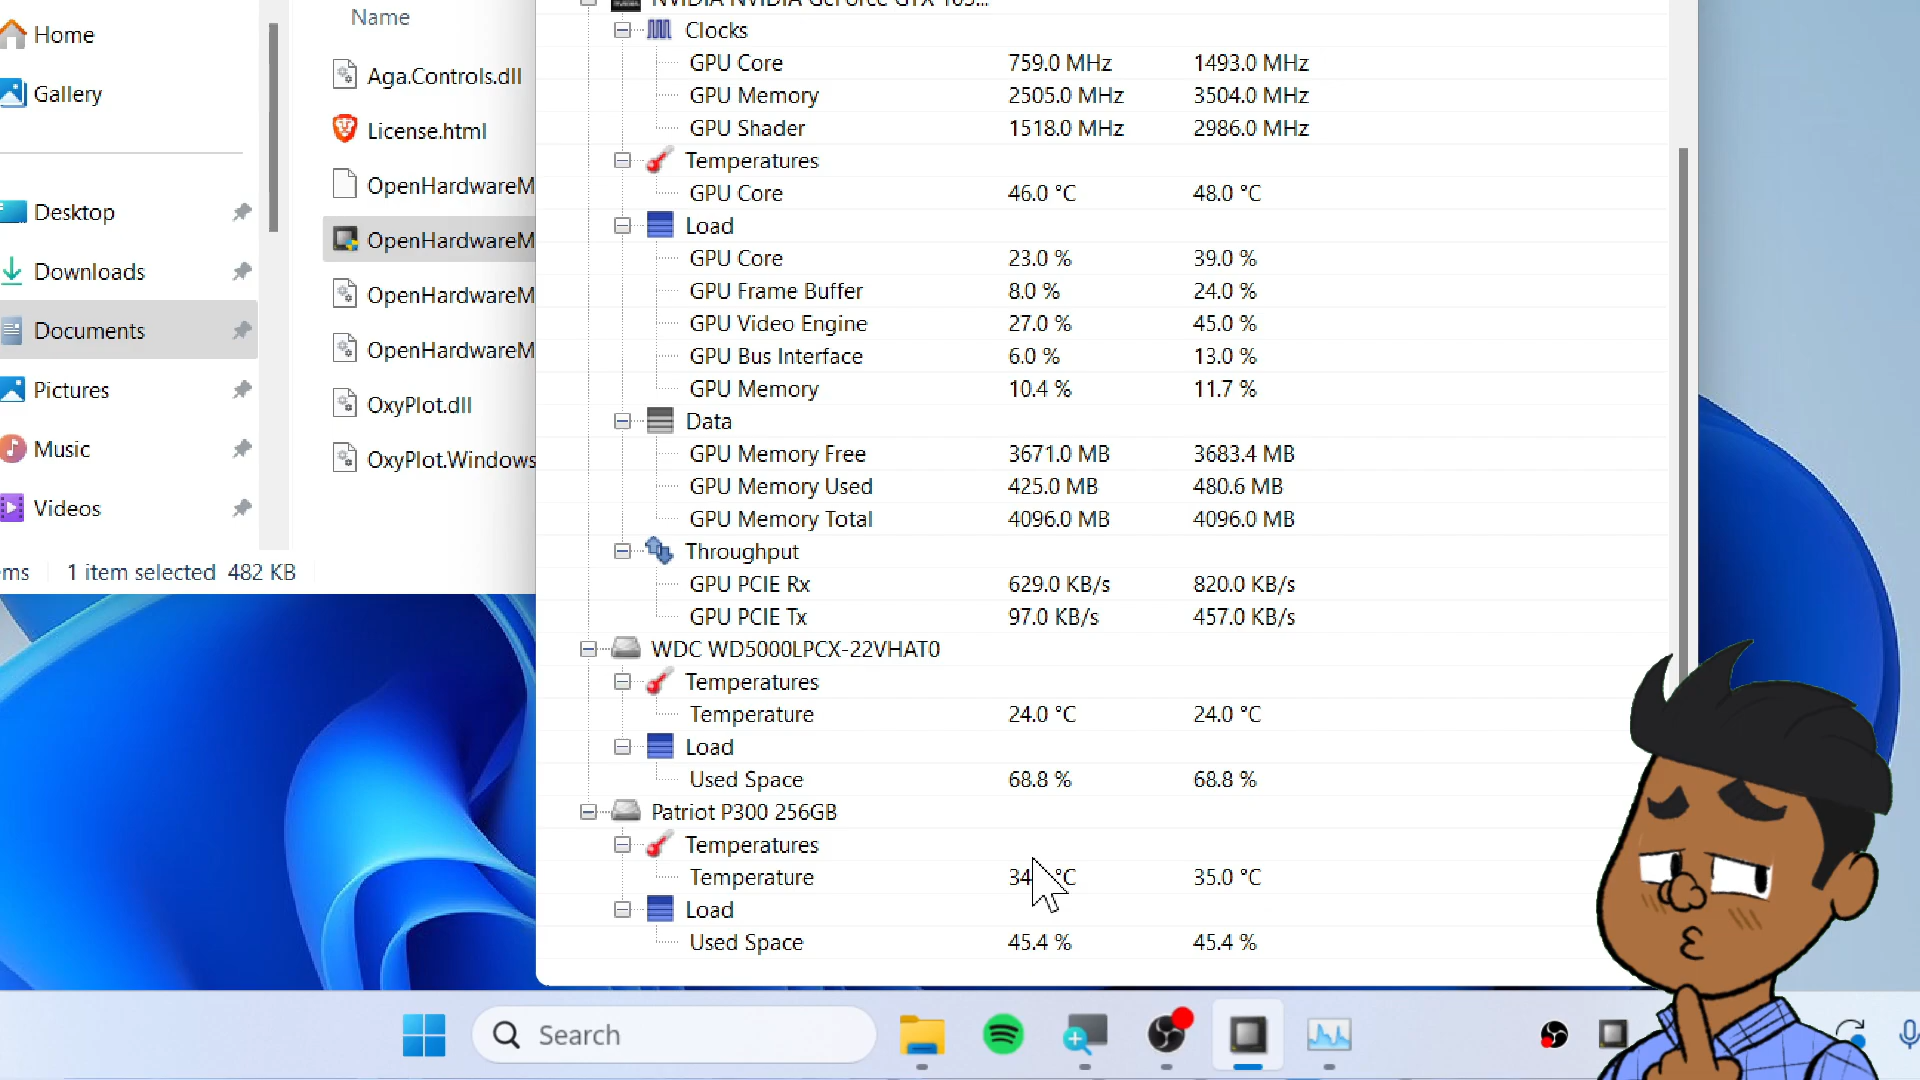 Home
Gallery
Desktop
Downloads
Documents
Pictures
Music
Videos
ms 1 item selected 482 KB
Name
Aga.Controls.dll
License.html
OpenHardwareM
OpenHardwareM
OpenHardwareM
OpenHardwareM
OxyPlot.dll
OxyPlot.Windows
NVIDIA NVIDIA GeForce GTX 105...
Clocks
GPU Core 759.0 MHz 1493.0 MHz
GPU Memory 2505.0 MHz 3504.0 MHz
GPU Shader 1518.0 MHz 2986.0 MHz
Temperatures
GPU Core 46.0 °C 48.0 °C
Load
GPU Core 23.0 % 39.0 %
GPU Frame Buffer 8.0 % 24.0 %
GPU Video Engine 27.0 % 45.0 %
GPU Bus Interface 6.0 % 13.0 %
GPU Memory 10.4 % 11.7 %
Data
GPU Memory Free 3671.0 MB 3683.4 MB
GPU Memory Used 425.0 MB 480.6 MB
GPU Memory Total 4096.0 MB 4096.0 MB
Throughput
GPU PCIE Rx 629.0 KB/s 820.0 KB/s
GPU PCIE Tx 97.0 KB/s 457.0 KB/s
WDC WD5000LPCX-22VHAT0
Temperatures
Temperature 24.0 °C 24.0 °C
Load
Used Space 68.8 % 68.8 %
Patriot P300 256GB
Temperatures
Temperature 34 °C 35.0 °C
Load
Used Space 45.4 % 45.4 %
Search